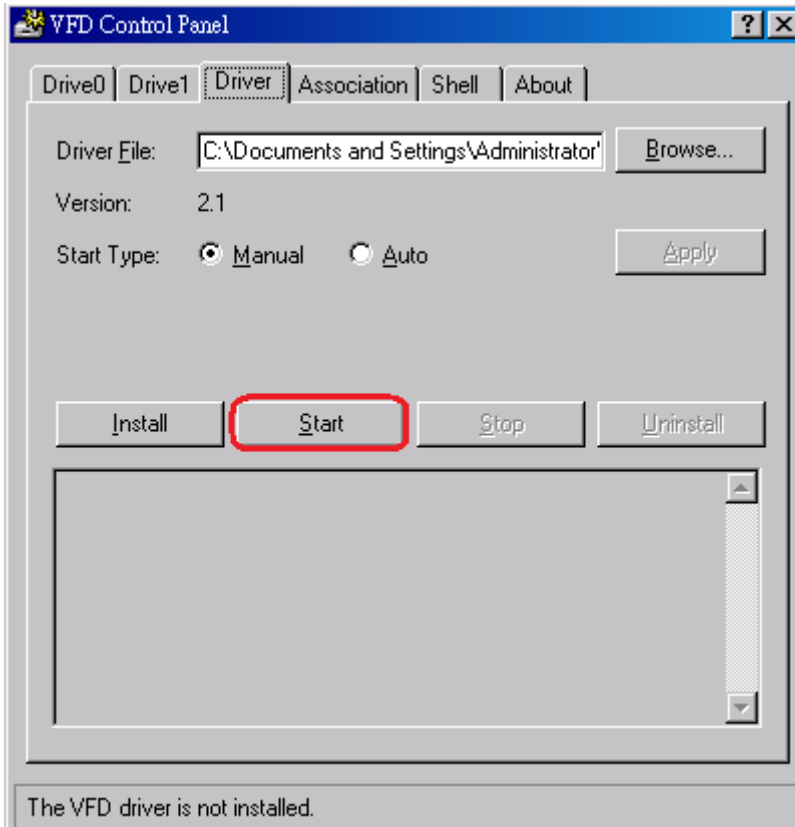 VFD Control Panel
Drive0 Drive1 Driver Association Shell About
Driver File: C:\Documents and Settings\Administrator' Browse...
Version: 2.1
Start Type: Manual Auto Apply
Install Start Stop Uninstall
The VFD driver is not installed.